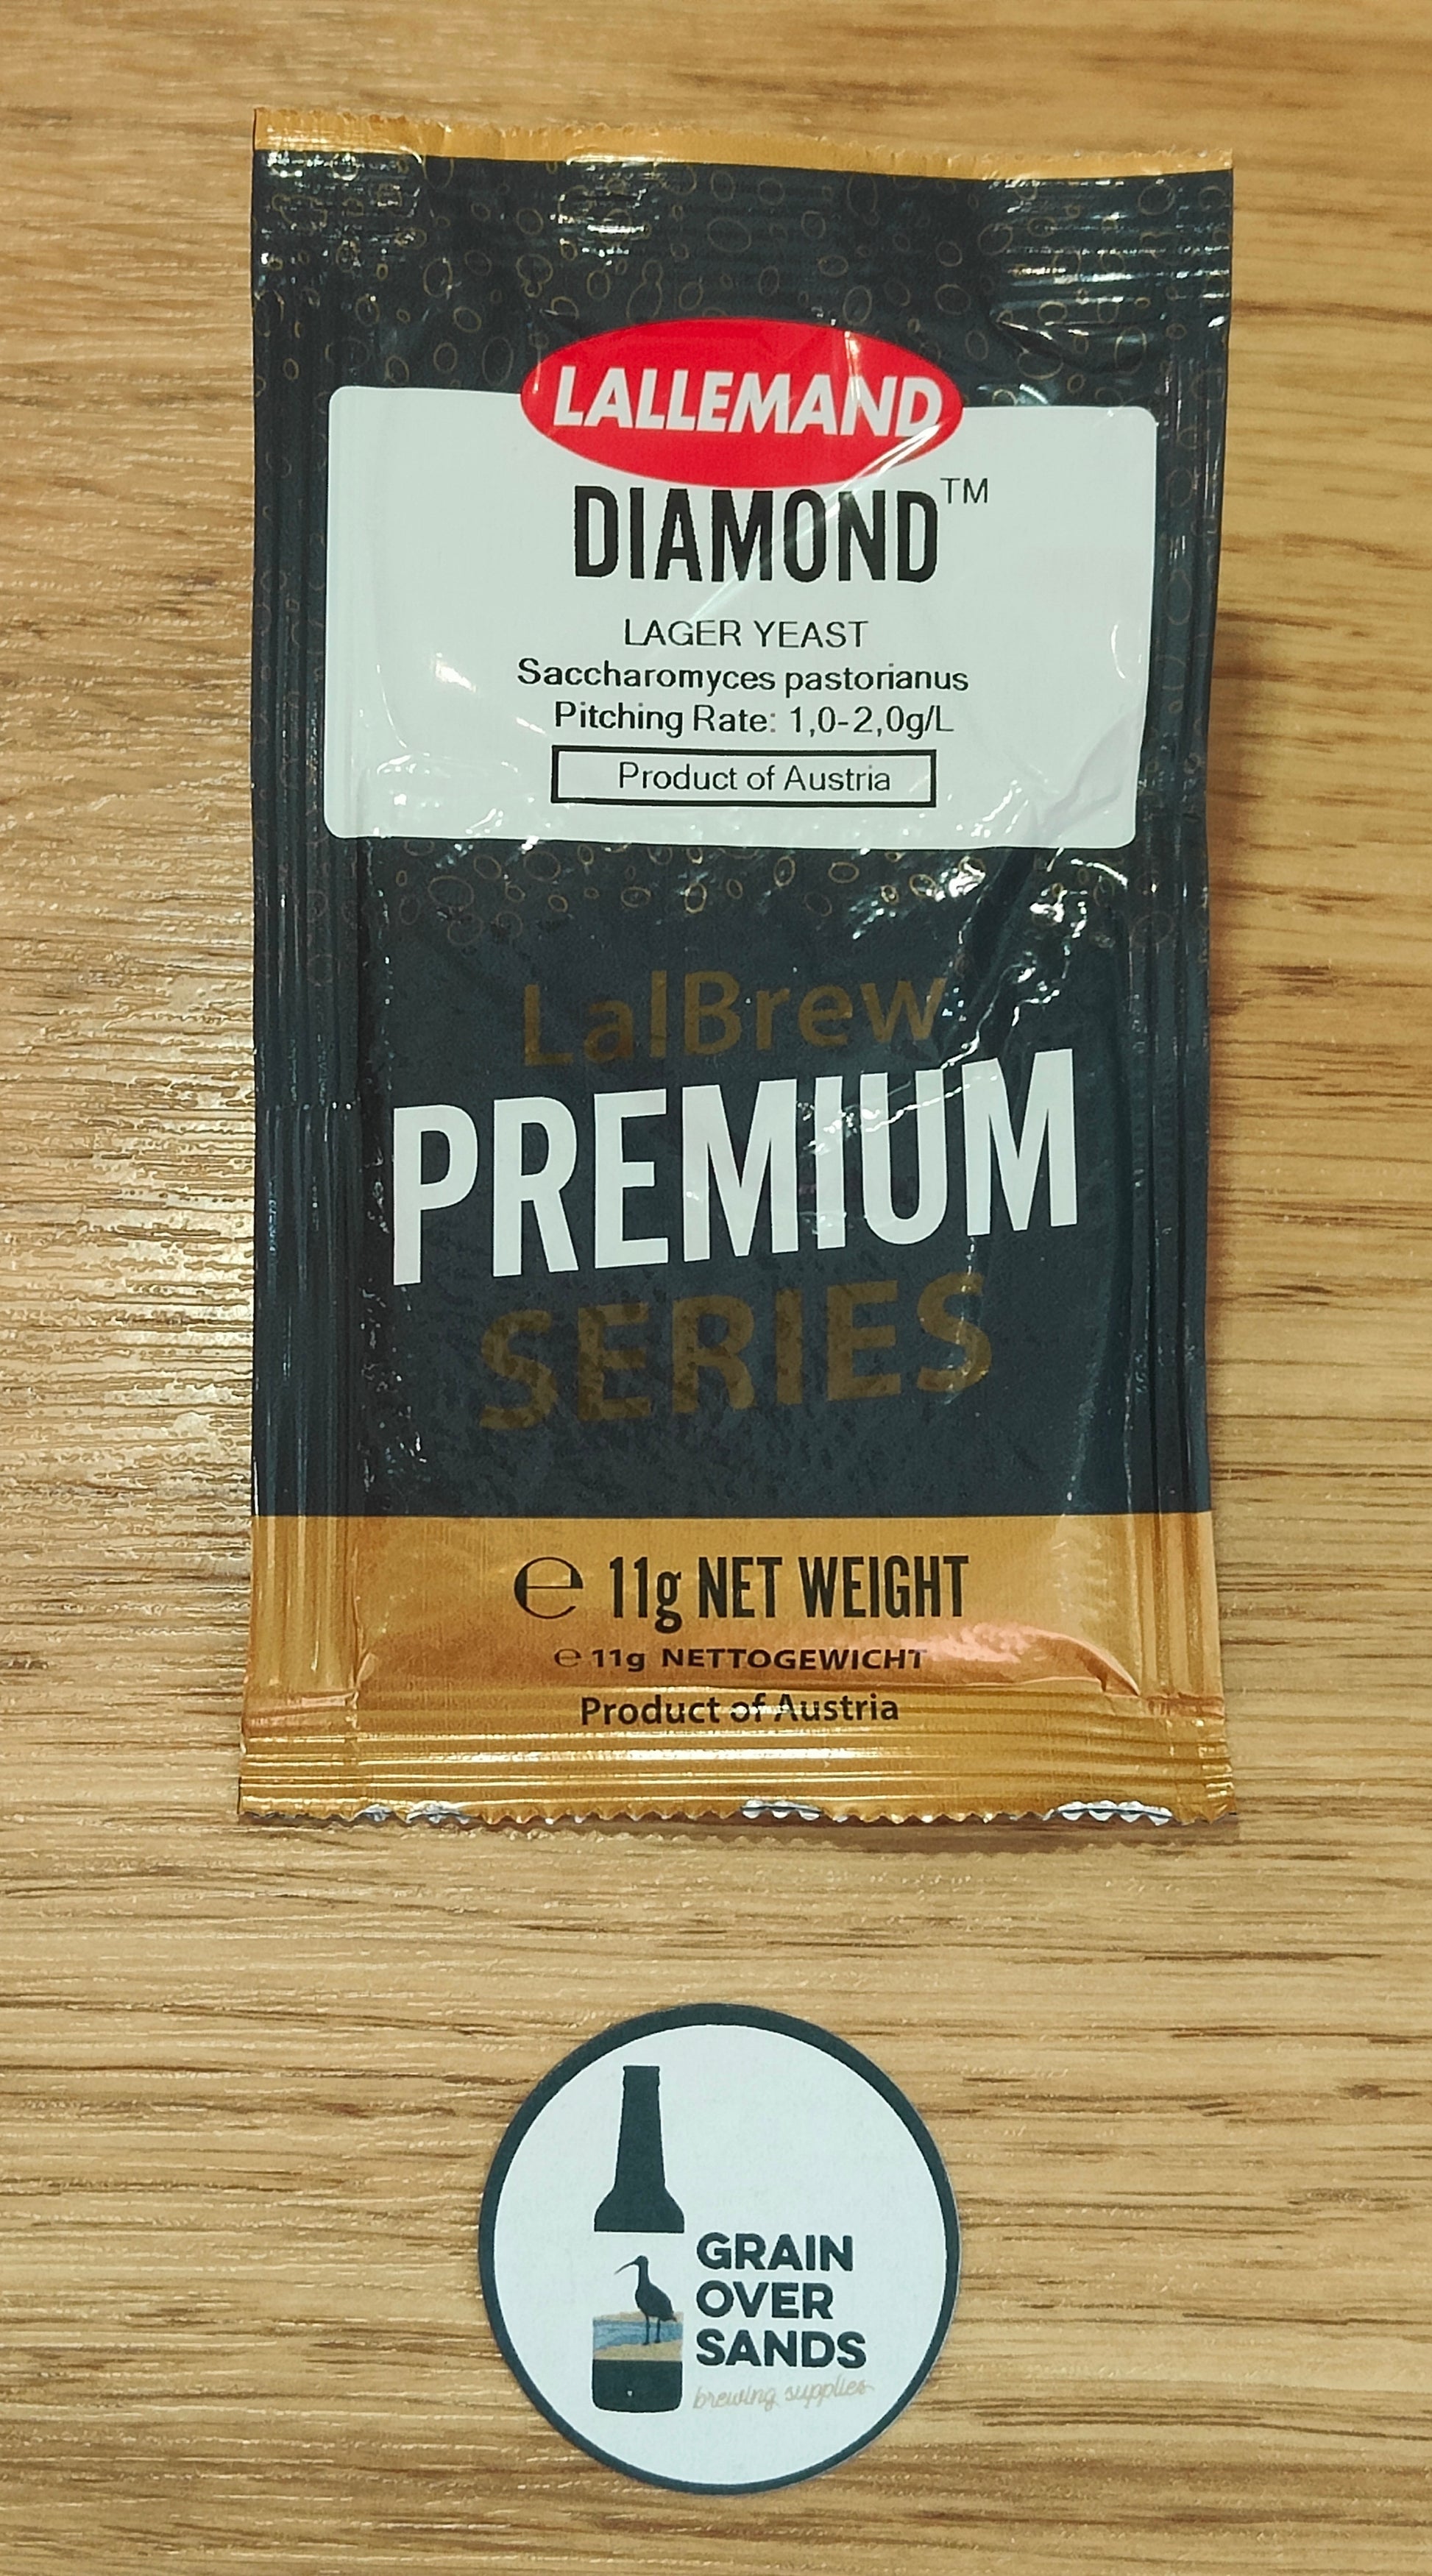 LALLEMAND
DIAMOND™
LAGER YEAST
Saccharomyces pastorianus
Pitching Rate: 1,0-2,0g/L
Product of Austria
LalBrew
PREMIUM
SERIES
℮ 11g NET WEIGHT
℮ 11g NETTOGEWICHT
Product of Austria
GRAIN
OVER
SANDS
brewing supplies